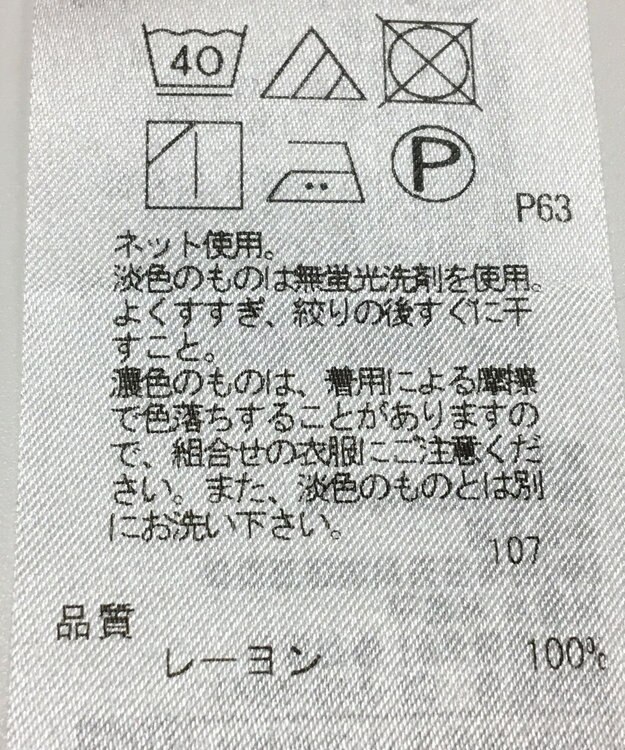 40
P
P63
ネット使用。
淡色のものは無蛍光洗剤を使用。
よくすすぎ、絞りの後すぐに干
すこと。
濃色のものは、着用による摩擦
で色落ちすることがありますの
で、組合せの衣服にご注意くだ
さい。また、淡色のものとは別
にお洗い下さい。
107
品質
レーヨン 100%